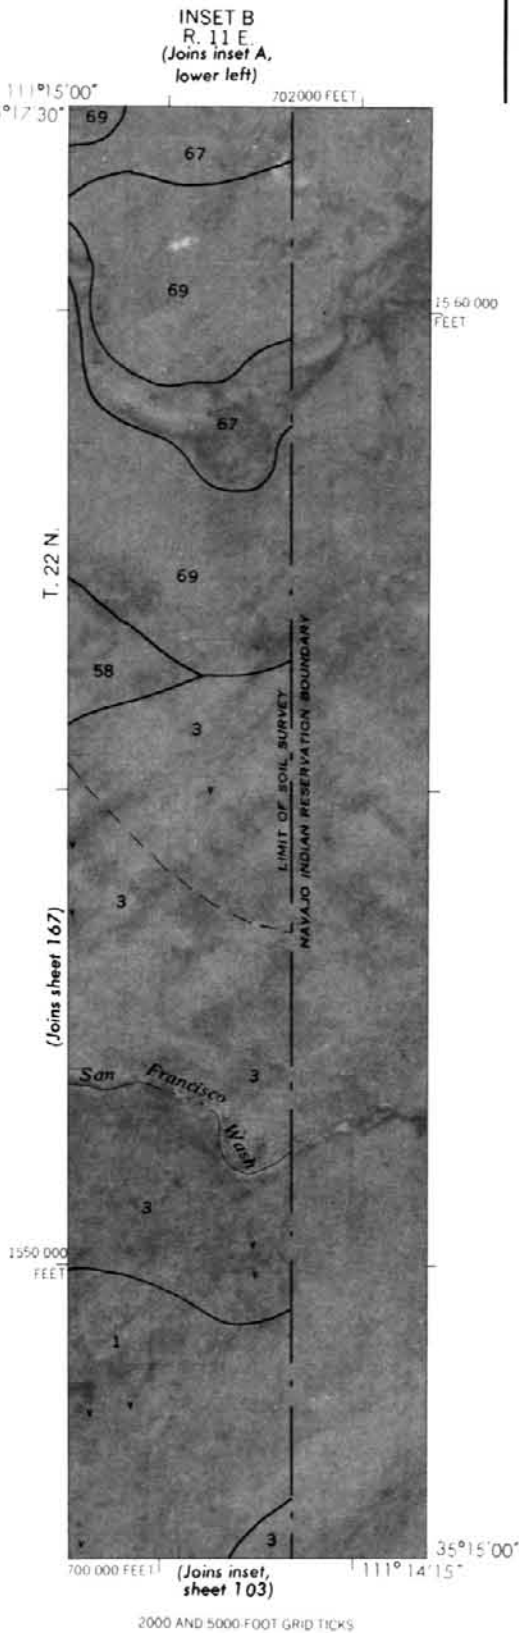 INSET B
R. 11 E.
(Joins inset A,
lower left)
111°15'00"
°17'30"
702000 FEET
69
67
69
1560 000
FEET
67
T. 22 N.
69
58
3
LIMIT OF SOIL SURVEY
NAVAJO INDIAN RESERVATION BOUNDARY
3
(Joins sheet 167)
San Francisco Wash
3
3
1550 000
FEET
1
3
35°15'00"
700 000 FEET
(Joins inset,
sheet 103)
111°14'15"
2000 AND 5000-FOOT GRID TICKS